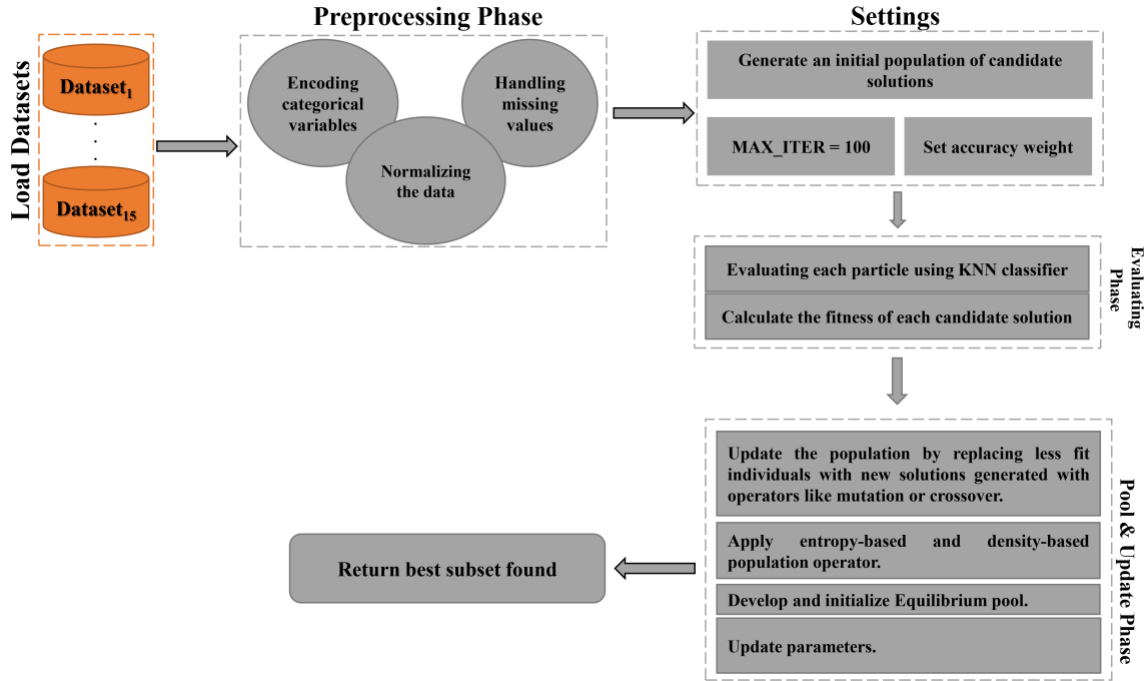 Load Datasets
Dataset1
Dataset15
Preprocessing Phase
Encoding
categorical
variables
Handling
missing
values
Normalizing
the data
Settings
Generate an initial population of candidate
solutions
MAX_ITER = 100
Set accuracy weight
Evaluating each particle using KNN classifier
Calculate the fitness of each candidate solution
Evaluating
Phase
Update the population by replacing less fit
individuals with new solutions generated with
operators like mutation or crossover.
Apply entropy-based and density-based
population operator.
Develop and initialize Equilibrium pool.
Update parameters.
Pool & Update Phase
Return best subset found